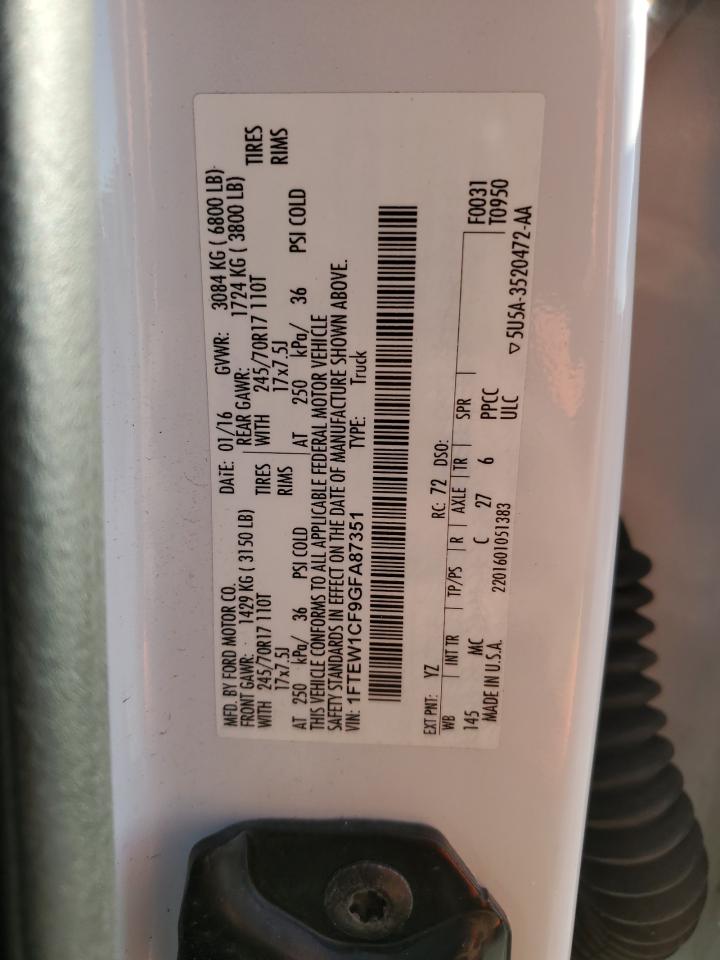 MFD. BY FORD MOTOR CO. DATE: 01/16 GVWR: 3084 KG ( 6800 LB)
FRONT GAWR: 1429 KG ( 3150 LB) REAR GAWR: 1724 KG ( 3800 LB)
WITH 245/70R17 110T TIRES WITH 245/70R17 110T TIRES
17x7.5J RIMS 17x7.5J RIMS
AT 250 kPa/ 36 PSI COLD AT 250 kPa/ 36 PSI COLD
THIS VEHICLE CONFORMS TO ALL APPLICABLE FEDERAL MOTOR VEHICLE
SAFETY STANDARDS IN EFFECT ON THE DATE OF MANUFACTURE SHOWN ABOVE.
VIN: 1FTEW1CF9GFA87351 TYPE: Truck
EXT PNT: YZ RC: 72 DSO:
WB INT TR TP/PS R AXLE TR SPR F0031
145 MC C 27 6 PPCC T0950
MADE IN U.S.A. 2201601051383 ULC ▽5U5A-3520472-AA